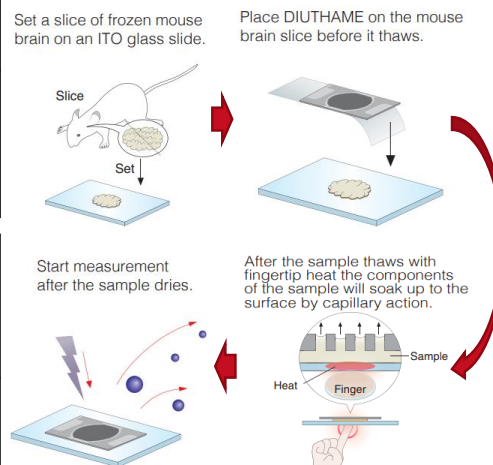 Set a slice of frozen mouse
brain on an ITO glass slide.
Slice
Set
Place DIUTHAME on the mouse
brain slice before it thaws.
After the sample thaws with
fingertip heat the components
of the sample will soak up to the
surface by capillary action.
Sample
Heat
Finger
Start measurement
after the sample dries.